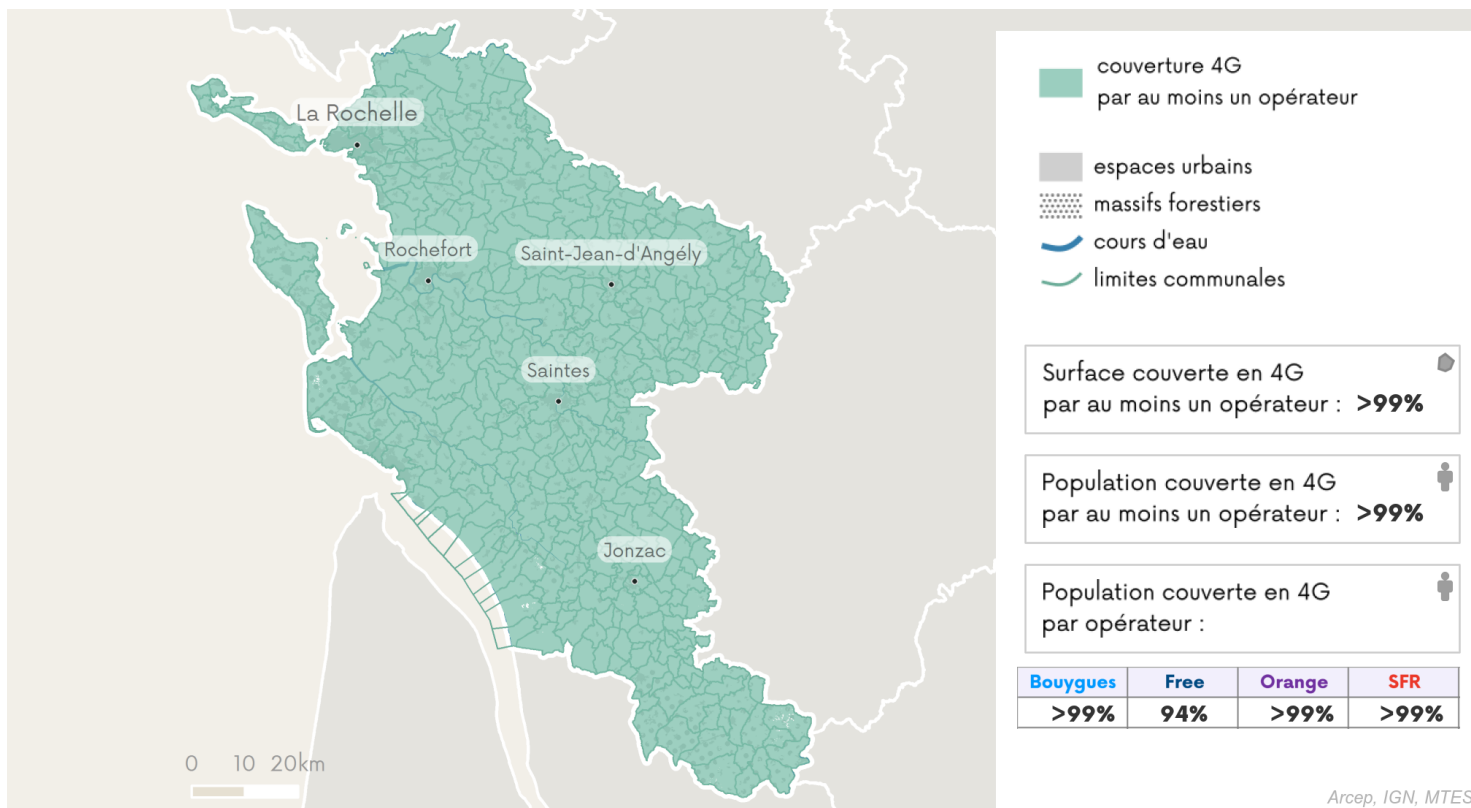 La Rochelle
Rochefort
Saint-Jean-d'Angély
Saintes
Jonzac
0 10 20km
couverture 4G
par au moins un opérateur
espaces urbains
massifs forestiers
cours d'eau
limites communales
Surface couverte en 4G
par au moins un opérateur : >99%
Population couverte en 4G
par au moins un opérateur : >99%
Population couverte en 4G
par opérateur :
Bouygues Free Orange SFR
>99% 94% >99% >99%
Arcep, IGN, MTES